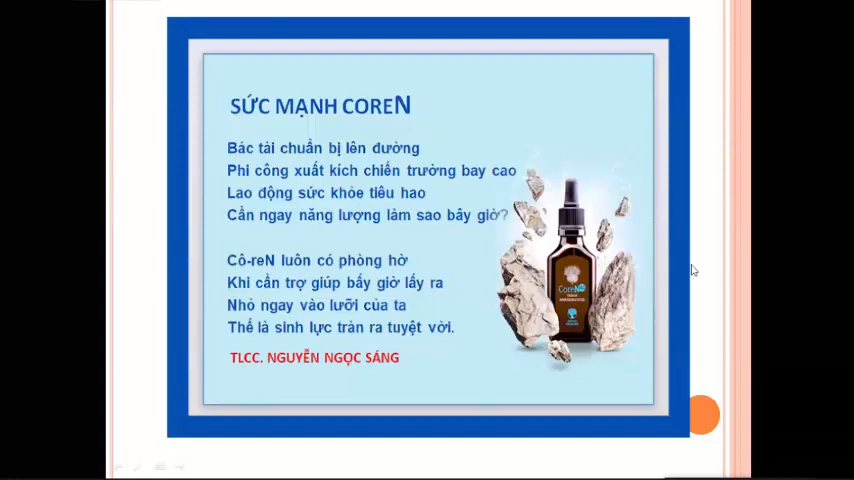 SỨC MẠNH COREN
Bác tài chuẩn bị lên đường
Phi công xuất kích chiến trường bay cao
Lao động sức khỏe tiêu hao
Cần ngay năng lượng làm sao bây giờ?
Cô-reN luôn có phòng hờ
Khi cần trợ giúp bấy giờ lấy ra
Nhỏ ngay vào lưỡi của ta
Thế là sinh lực tràn ra tuyệt vời.
TLCC. NGUYỄN NGỌC SÁNG
CoreN